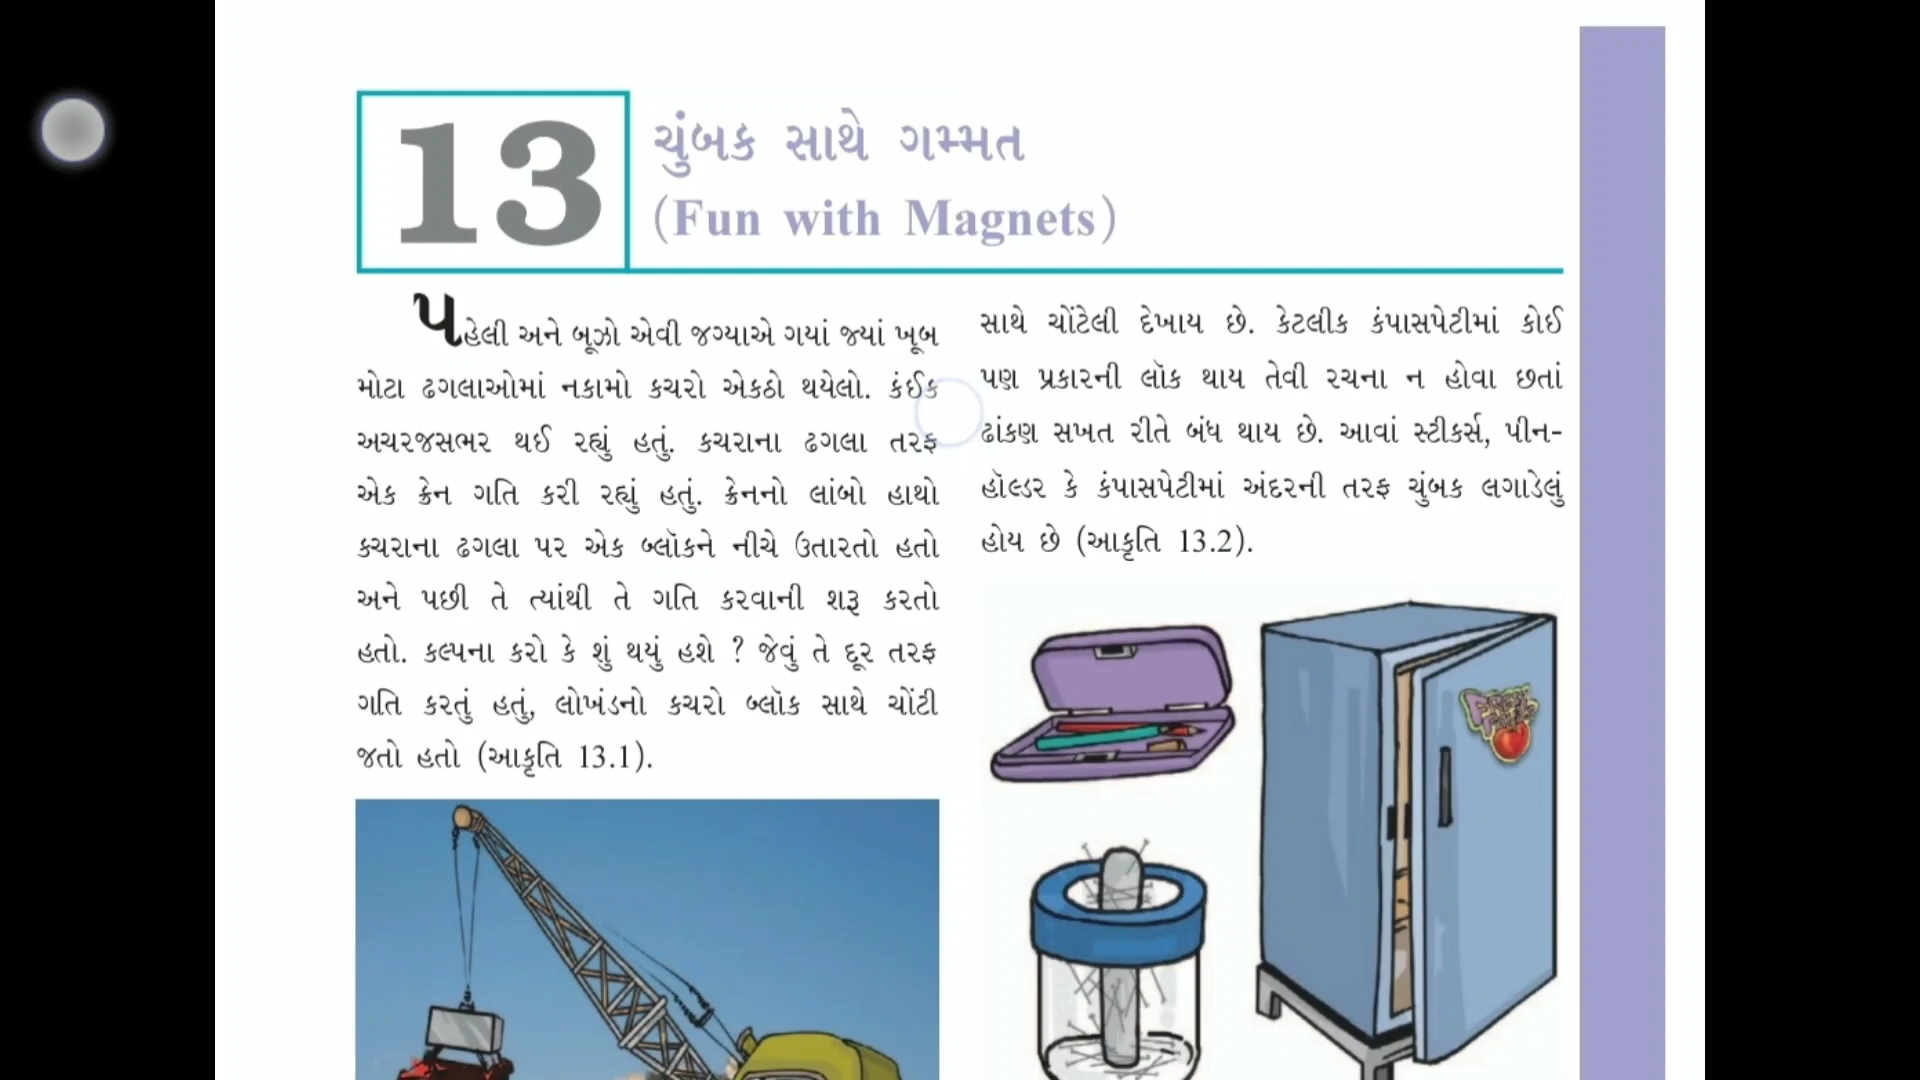 13
ચુંબક સાથે ગમ્મત
(Fun with Magnets)
પહેલી અને બૂઝો એવી જગ્યાએ ગયાં જ્યાં ખૂબ
મોટા ઢગલાઓમાં નકામો કચરો એકઠો થયેલો. કંઈક
અચરજસભર થઈ રહ્યું હતું. કચરાના ઢગલા તરફ
એક ક્રેન ગતિ કરી રહ્યું હતું. ક્રેનનો લાંબો હાથો
કચરાના ઢગલા પર એક બ્લૉકને નીચે ઉતારતો હતો
અને પછી તે ત્યાંથી તે ગતિ કરવાની શરૂ કરતો
હતો. કલ્પના કરો કે શું થયું હશે ? જેવું તે દૂર તરફ
ગતિ કરતું હતું, લોખંડનો કચરો બ્લૉક સાથે ચોંટી
જતો હતો (આકૃતિ 13.1).
સાથે ચોંટેલી દેખાય છે. કેટલીક કંપાસપેટીમાં કોઈ
પણ પ્રકારની લૉક થાય તેવી રચના ન હોવા છતાં
ઢાંકણ સખત રીતે બંધ થાય છે. આવાં સ્ટીકર્સ, પીન-
હૉલ્ડર કે કંપાસપેટીમાં અંદરની તરફ ચુંબક લગાડેલું
હોય છે (આકૃતિ 13.2).